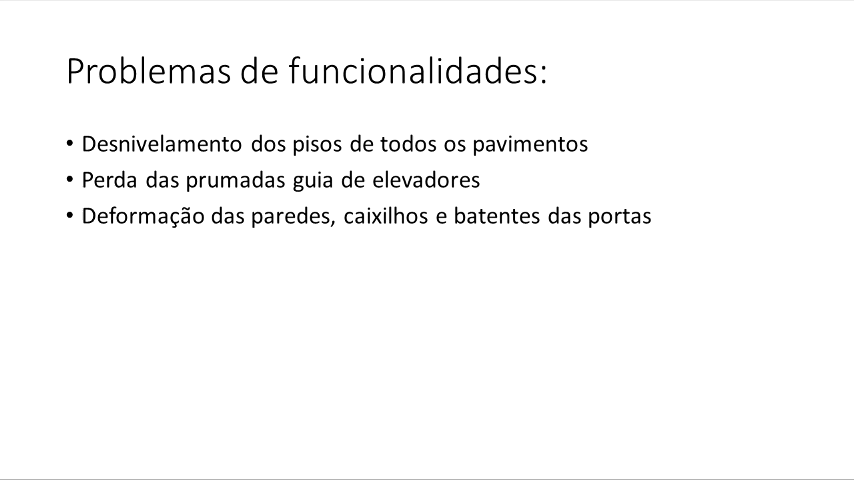 Problemas de funcionalidades:
• Desnivelamento dos pisos de todos os pavimentos
• Perda das prumadas guia de elevadores
• Deformação das paredes, caixilhos e batentes das portas